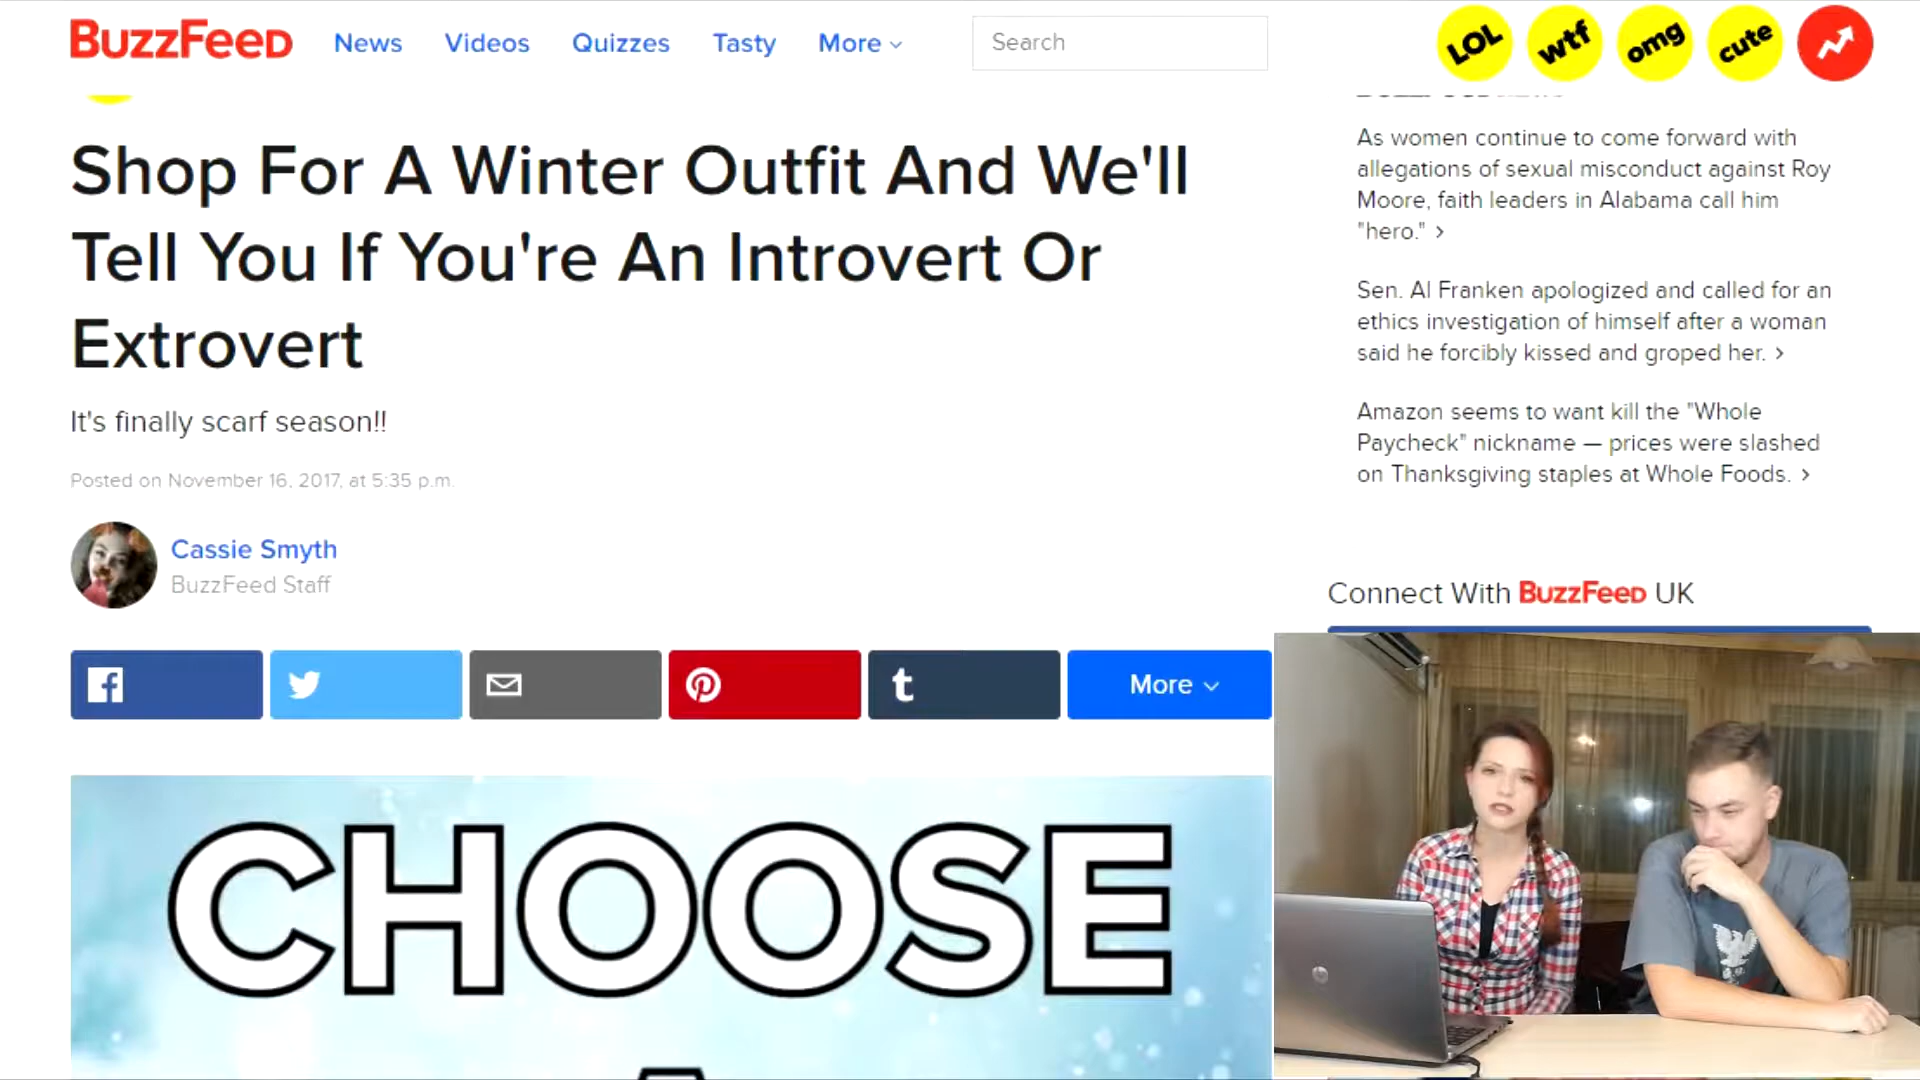 BuzzFeed News Videos Quizzes Tasty More Search LOL wtf omg cute
Shop For A Winter Outfit And We'll
Tell You If You're An Introvert Or
Extrovert
It's finally scarf season!!
Posted on November 16, 2017, at 5:35 p.m.
Cassie Smyth
BuzzFeed Staff
More
CHOOSE
As women continue to come forward with
allegations of sexual misconduct against Roy
Moore, faith leaders in Alabama call him
"hero." >
Sen. Al Franken apologized and called for an
ethics investigation of himself after a woman
said he forcibly kissed and groped her. >
Amazon seems to want kill the "Whole
Paycheck" nickname — prices were slashed
on Thanksgiving staples at Whole Foods. >
Connect With BuzzFeed UK